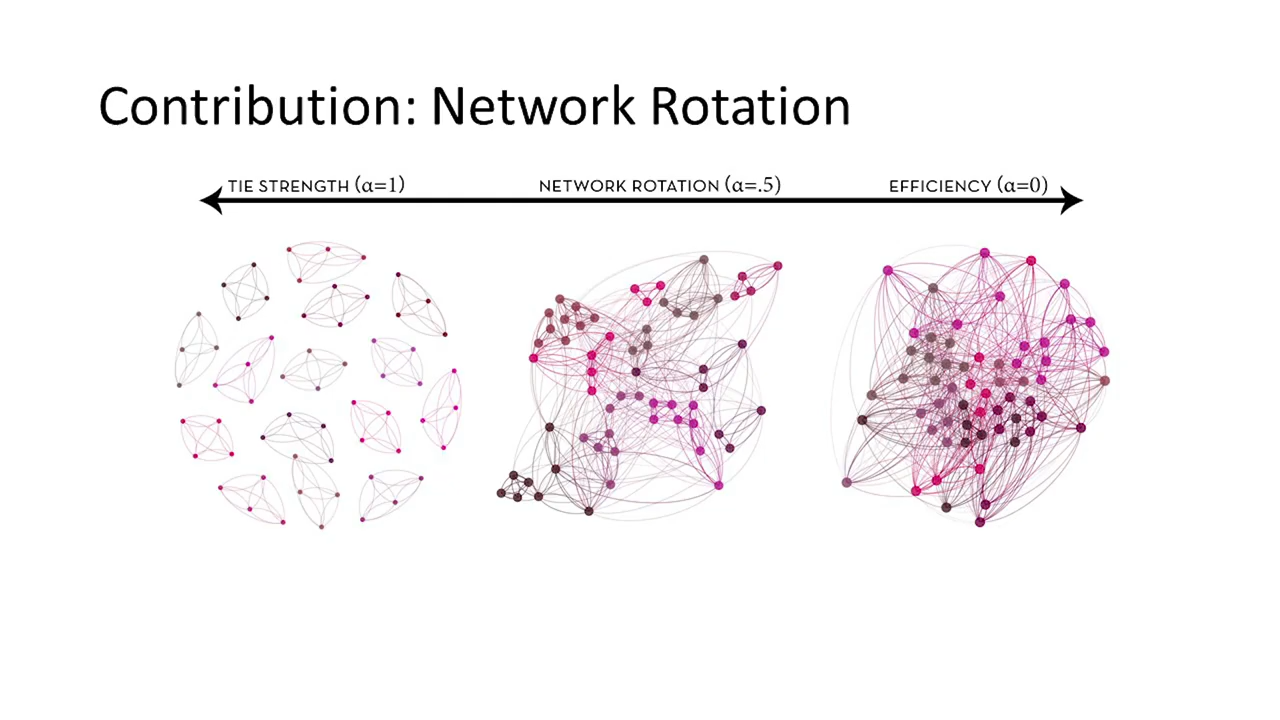 Contribution: Network Rotation
TIE STRENGTH (α=1) NETWORK ROTATION (α=.5) EFFICIENCY (α=0)